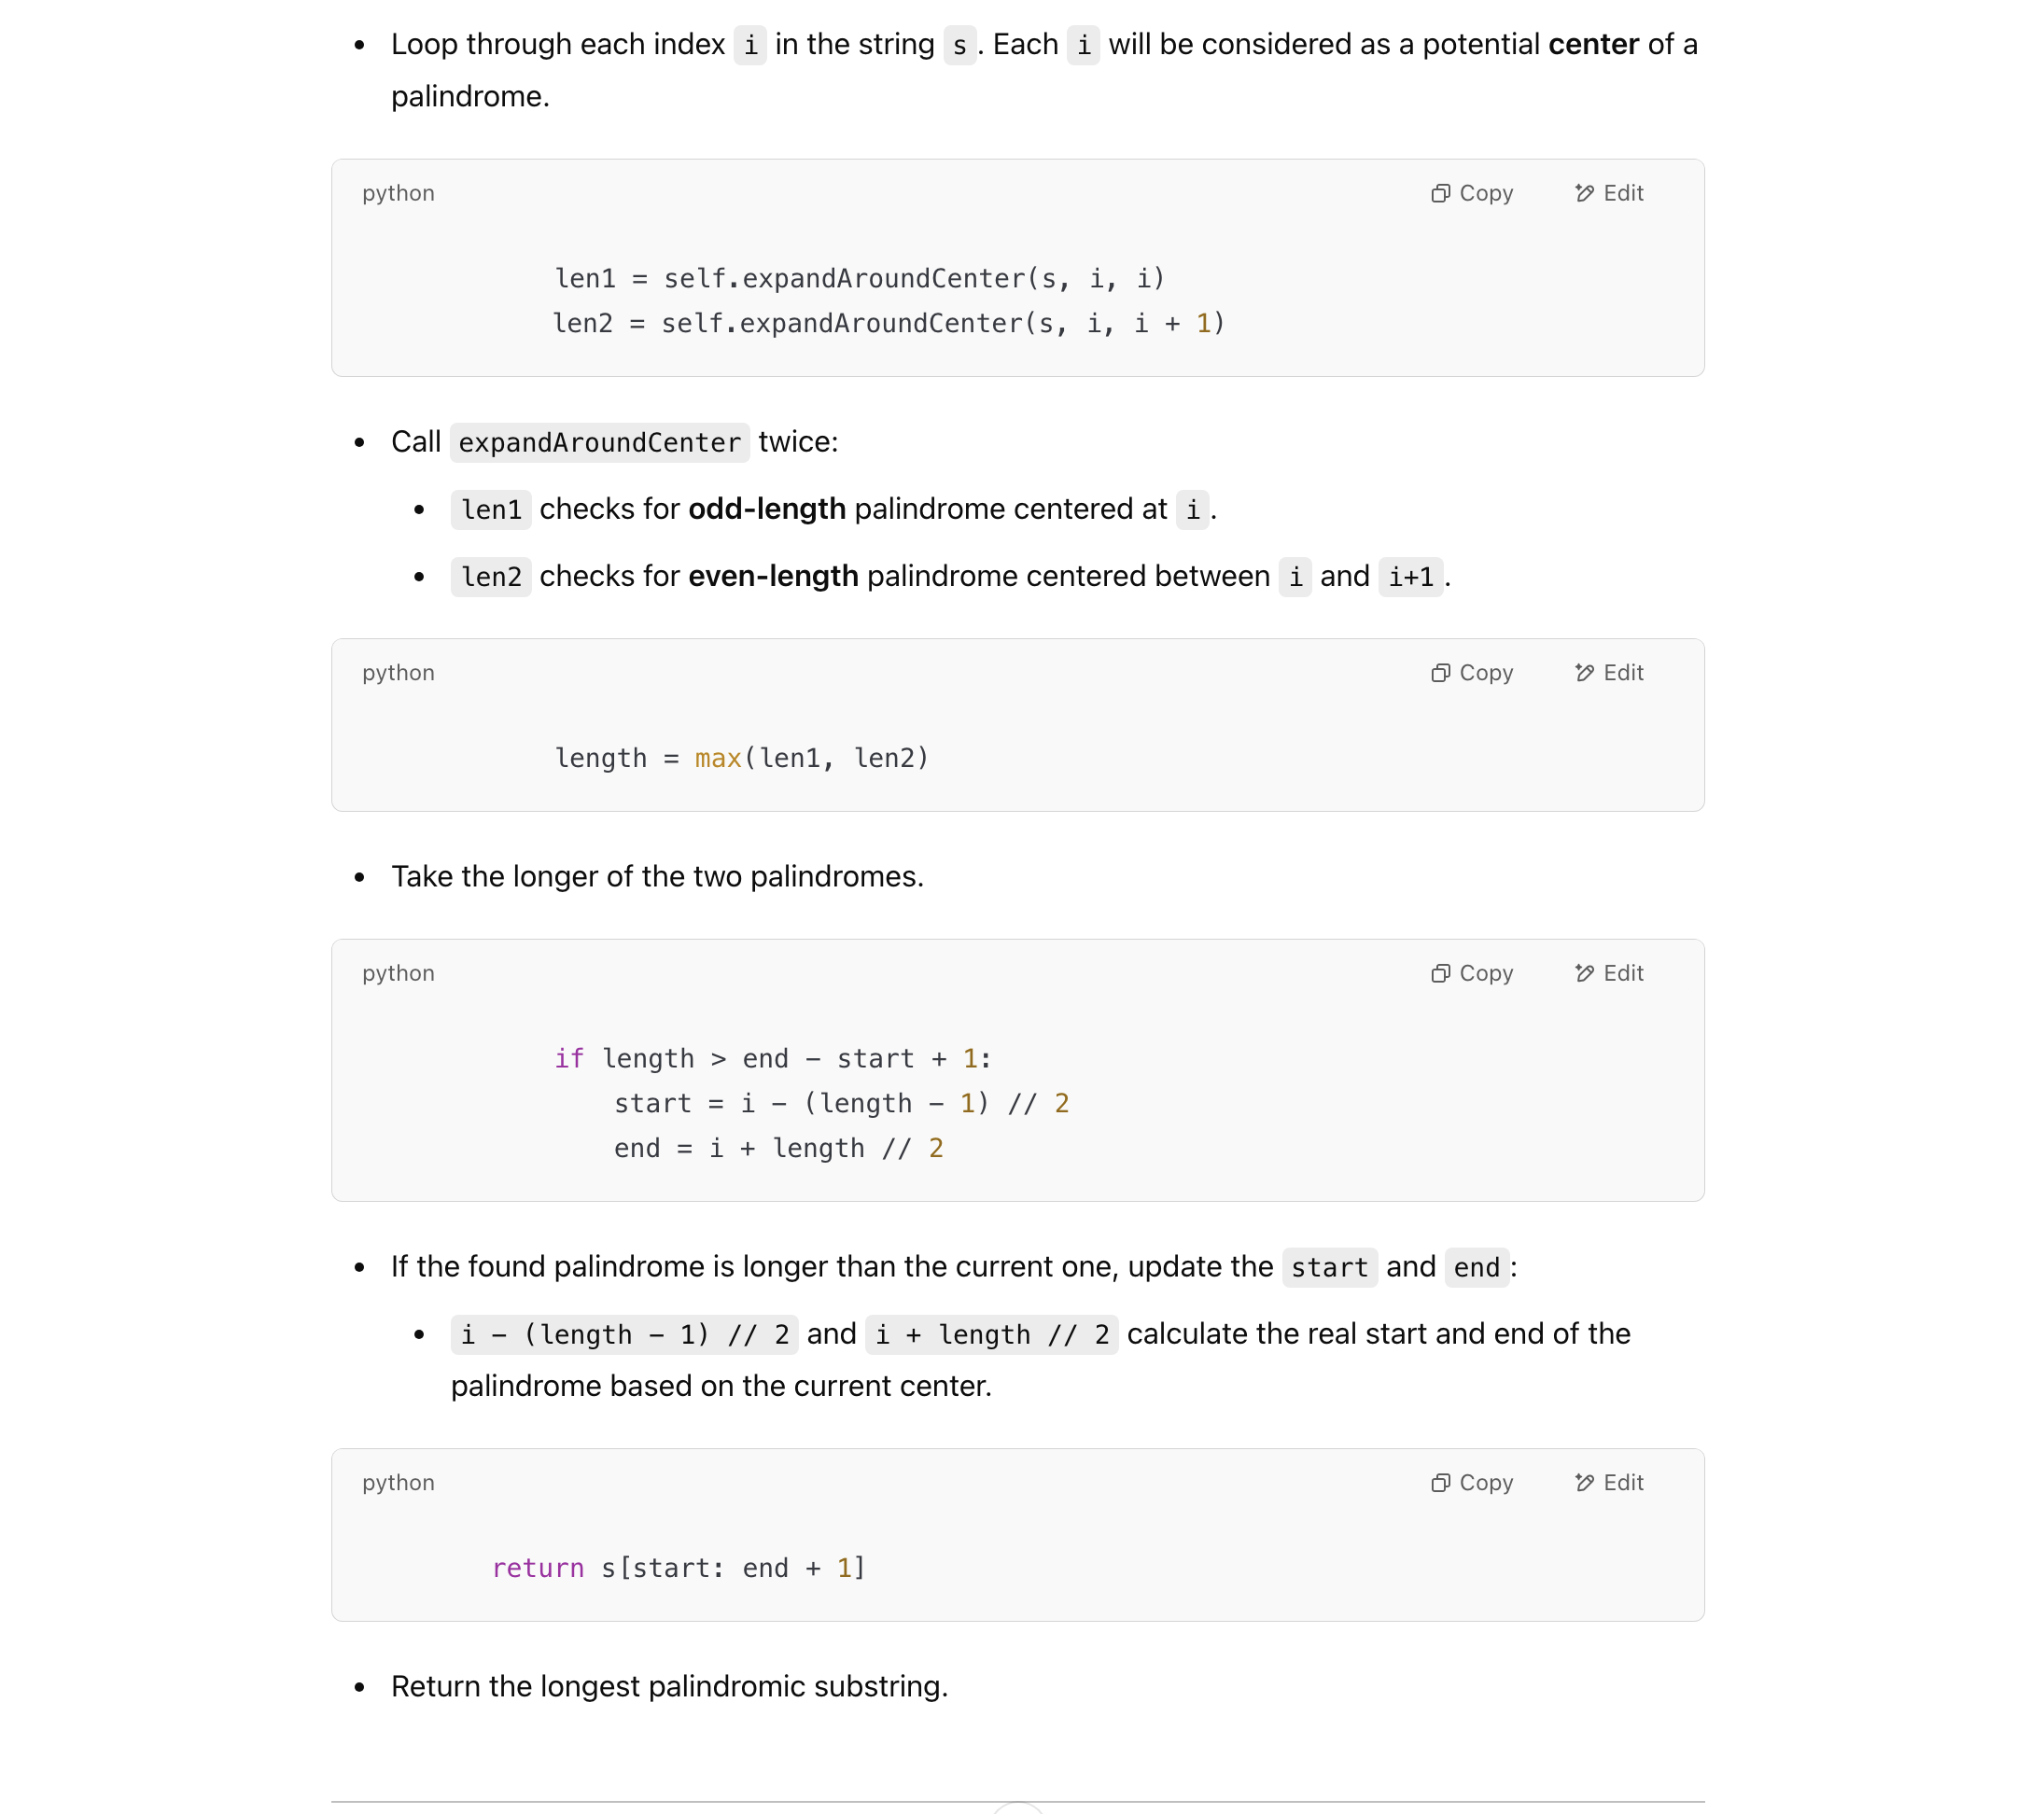 • Loop through each index i in the string s. Each i will be considered as a potential center of a
palindrome.
python Copy Edit
len1 = self.expandAroundCenter(s, i, i)
len2 = self.expandAroundCenter(s, i, i + 1)
• Call expandAroundCenter twice:
• len1 checks for odd-length palindrome centered at i.
• len2 checks for even-length palindrome centered between i and i+1.
python Copy Edit
length = max(len1, len2)
• Take the longer of the two palindromes.
python Copy Edit
if length > end - start + 1:
start = i - (length - 1) // 2
end = i + length // 2
• If the found palindrome is longer than the current one, update the start and end:
• i - (length - 1) // 2 and i + length // 2 calculate the real start and end of the
palindrome based on the current center.
python Copy Edit
return s[start: end + 1]
• Return the longest palindromic substring.